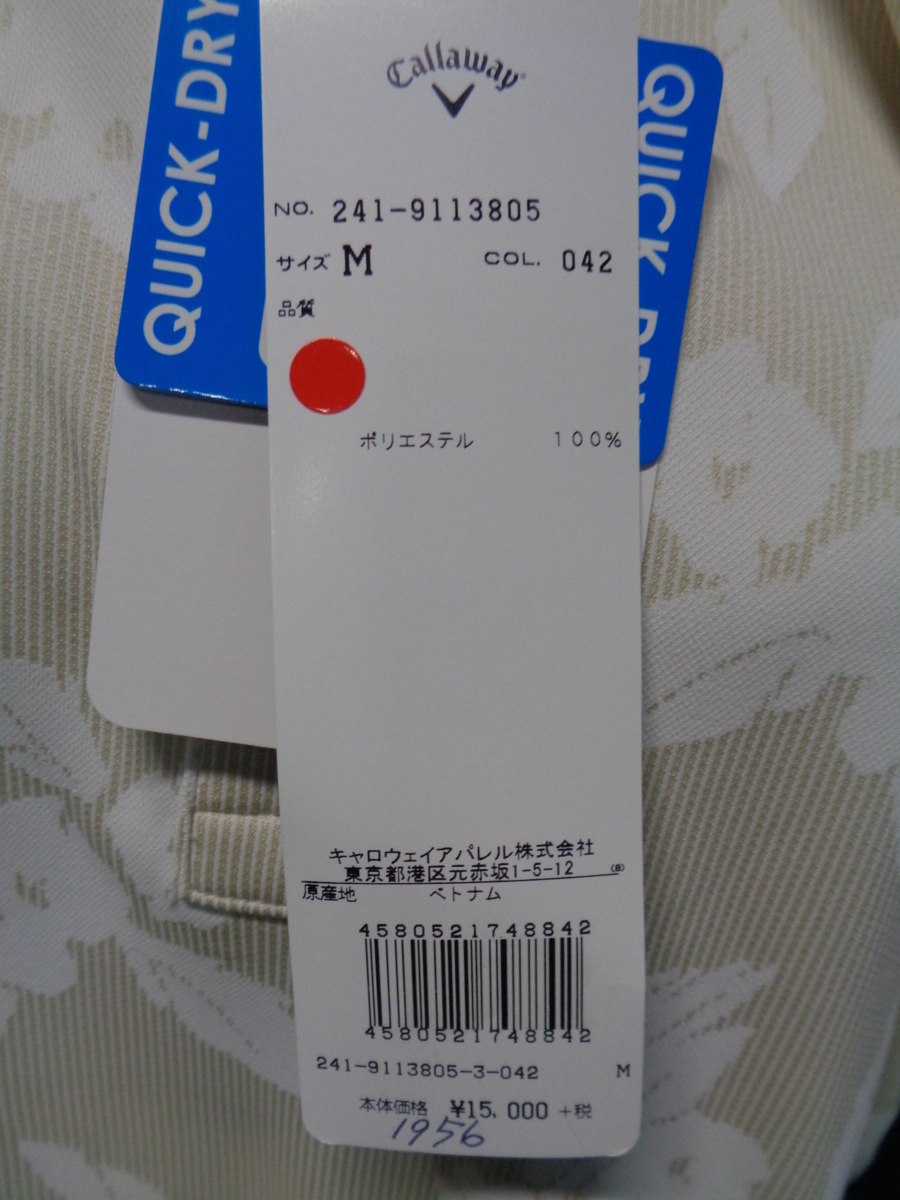 QUICK-DRY
QUICK DRY
Callaway
NO. 241-9113805
サイズ M COL. 042
品質
ポリエステル 100%
キャロウェイアパレル株式会社
東京都港区元赤坂1-5-12
原産地 ベトナム
4580521748842
4580521748842
241-9113805-3-042 M
本体価格 ¥15,000 +税
1956